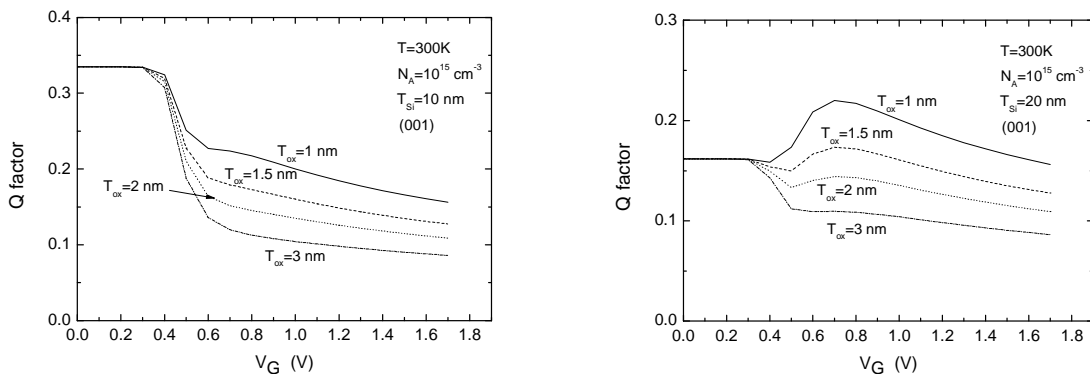 0.4
0.3
0.2
0.1
0.0
Q factor
T=300K
N_A=10^15 cm^-3
T_Si=10 nm
(001)
T_ox=1 nm
T_ox=1.5 nm
T_ox=2 nm
T_ox=3 nm
0.0 0.2 0.4 0.6 0.8 1.0 1.2 1.4 1.6 1.8
V_G (V)
0.3
0.2
0.1
0.0
Q factor
T=300K
N_A=10^15 cm^-3
T_Si=20 nm
(001)
T_ox=1 nm
T_ox=1.5 nm
T_ox=2 nm
T_ox=3 nm
0.0 0.2 0.4 0.6 0.8 1.0 1.2 1.4 1.6 1.8
V_G (V)